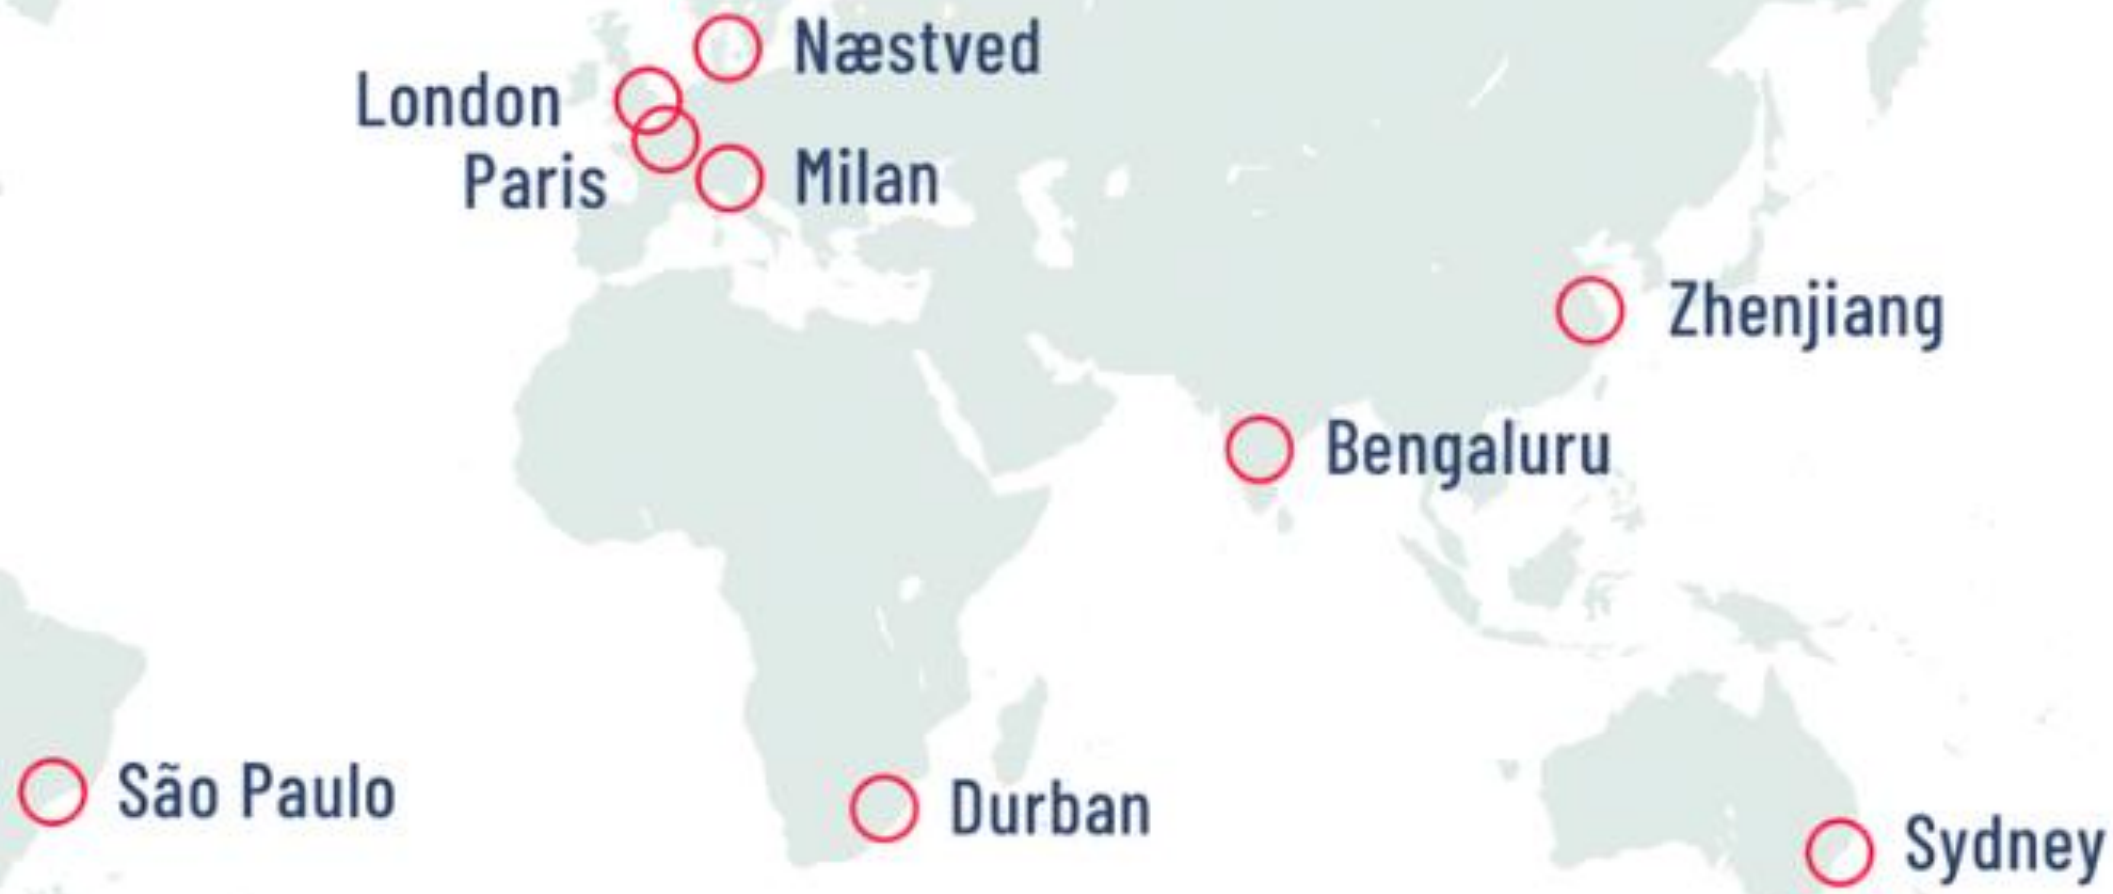 Næstved
London
Paris
Milan
Zhenjiang
Bengaluru
São Paulo
Durban
Sydney